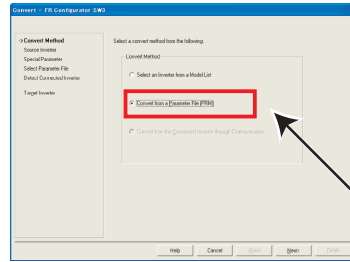 Convert - FR Configurator SW3
Convert Method
Select a convert method from the following.
Source Inverter
Convert Method
Special Parameter
Select Parameter File
Select an Inverter from a Model List
Detect Connected Inverter
Target Inverter
Convert from a Parameter File (PRM)
Convert from the Connected Inverter through Communication
Help Cancel <Back Next> Finish